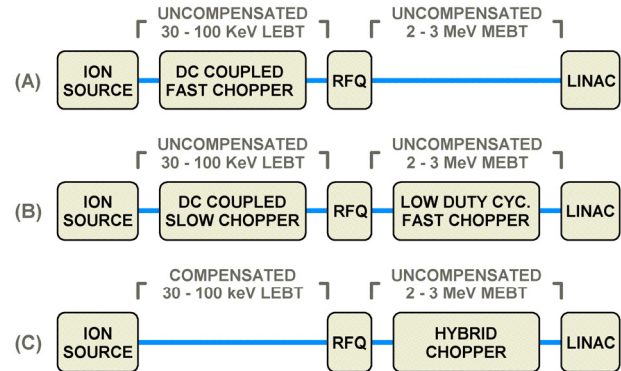 UNCOMPENSATED UNCOMPENSATED
30 - 100 KeV LEBT 2 - 3 MeV MEBT
(A) ION SOURCE DC COUPLED FAST CHOPPER RFQ LINAC
UNCOMPENSATED UNCOMPENSATED
30 - 100 KeV LEBT 2 - 3 MeV MEBT
(B) ION SOURCE DC COUPLED SLOW CHOPPER RFQ LOW DUTY CYC. FAST CHOPPER LINAC
COMPENSATED UNCOMPENSATED
30 - 100 keV LEBT 2 - 3 MeV MEBT
(C) ION SOURCE RFQ HYBRID CHOPPER LINAC